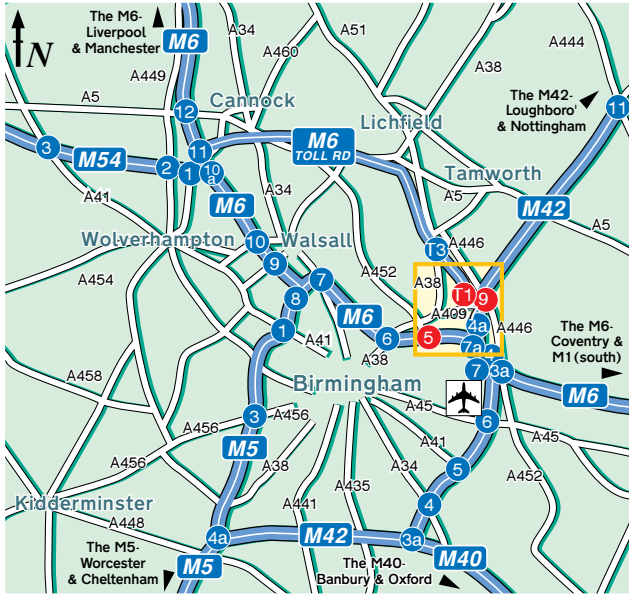 The M6-
Liverpool
& Manchester
N
M6
A34
A460
A51
A444
A449
A38
A5
Cannock
The M42-
Loughboro'
& Nottingham
11
12
Lichfield
3
M54
2
1
11
10a
M6
TOLL RD
Tamworth
A41
M6
A34
A5
M42
A5
Wolverhampton
10
Walsall
T3
A446
9
A454
7
A452
A38
T1
9
8
A4097
4a
A446
1
A41
M6
6
5
7a
The M6-
Coventry &
M1(south)
A38
7
3a
A458
Birmingham
M6
3
A456
A45
6
A456
M5
A45
A456
A38
A41
5
A452
A34
Kidderminster
A441
A435
4
A448
4a
M42
3a
The M5-
Worcester
& Cheltenham
M5
The M40-
Banbury & Oxford
M40